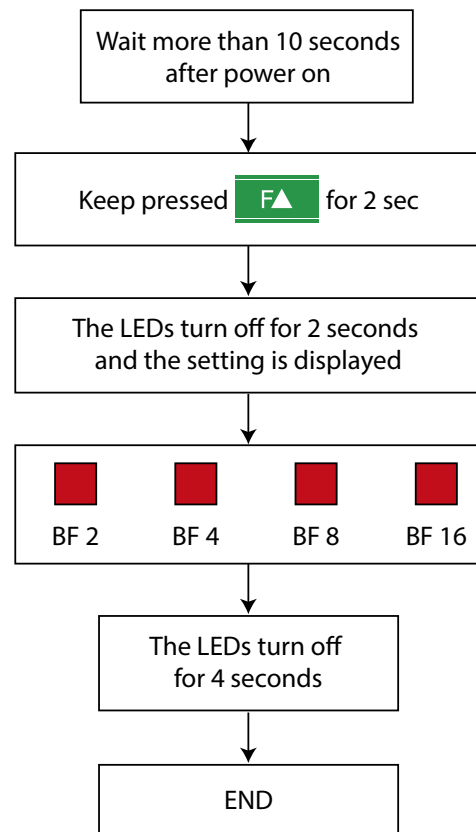 Wait more than 10 seconds
after power on
Keep pressed F▲ for 2 sec
The LEDs turn off for 2 seconds
and the setting is displayed
BF 2 BF 4 BF 8 BF 16
The LEDs turn off
for 4 seconds
END